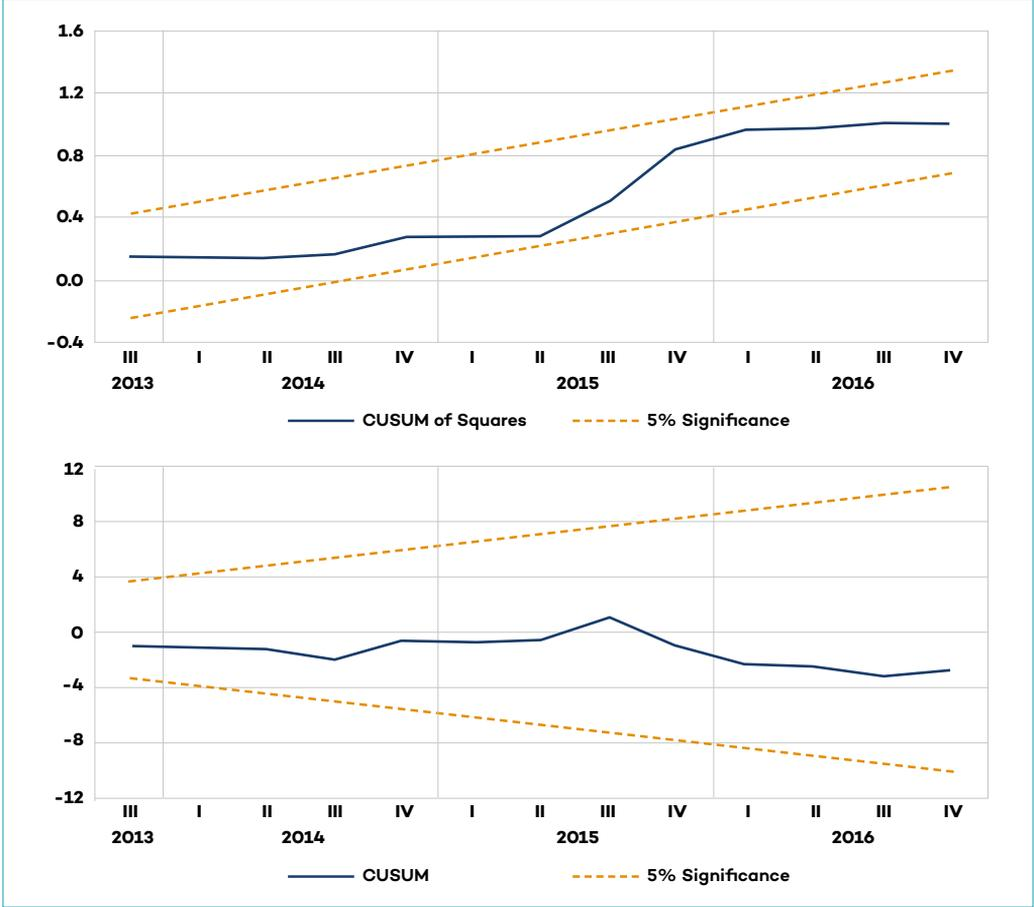 1.6
1.2
0.8
0.4
0.0
-0.4
III I II III IV I II III IV I II III IV
2013 2014 2015 2016
CUSUM of Squares 5% Significance
12
8
4
0
-4
-8
-12
III I II III IV I II III IV I II III IV
2013 2014 2015 2016
CUSUM 5% Significance